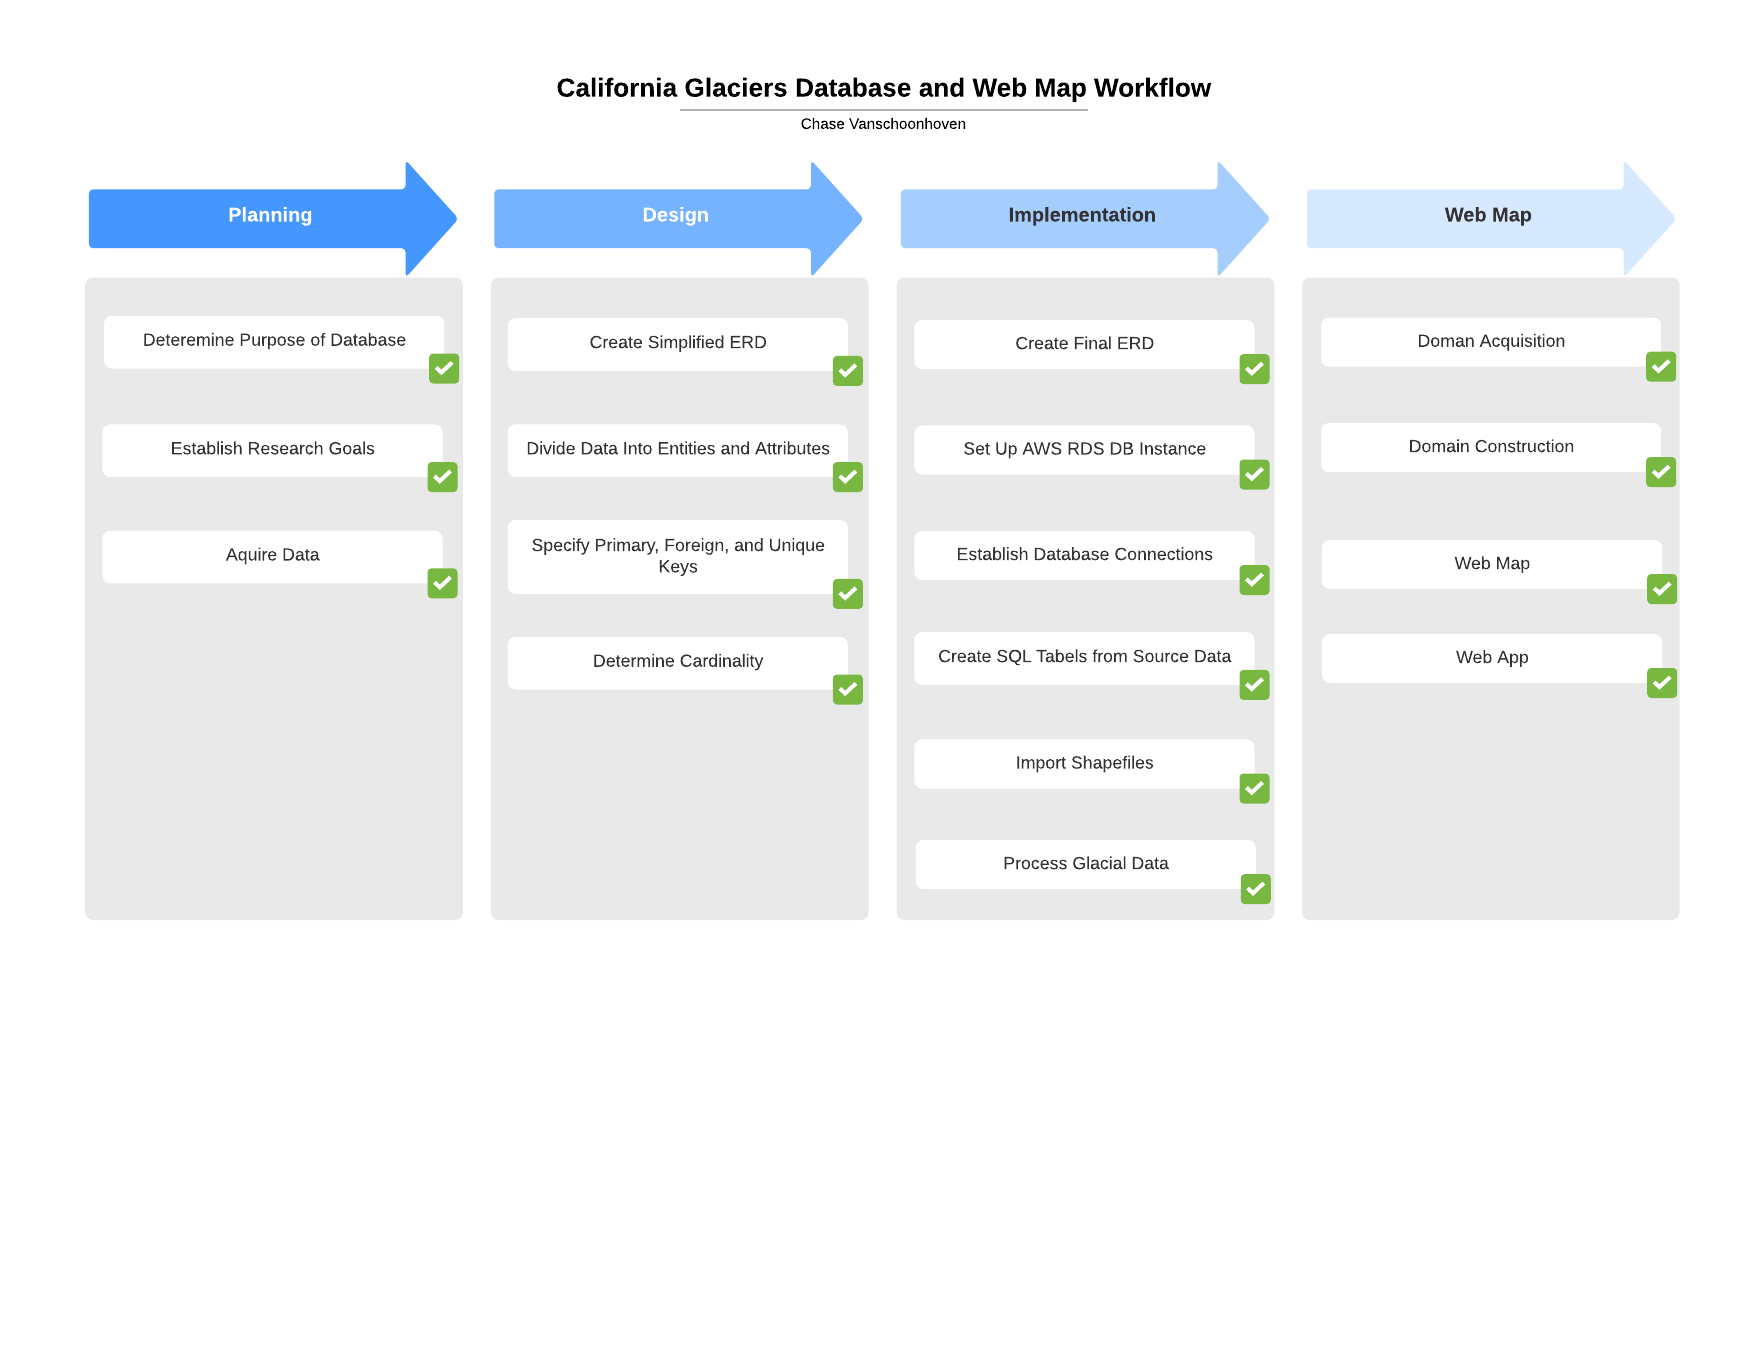 California Glaciers Database and Web Map Workflow
Chase Vanschoonhoven
Planning
Deteremine Purpose of Database
Establish Research Goals
Aquire Data
Design
Create Simplified ERD
Divide Data Into Entities and Attributes
Specify Primary, Foreign, and Unique
Keys
Determine Cardinality
Implementation
Create Final ERD
Set Up AWS RDS DB Instance
Establish Database Connections
Create SQL Tabels from Source Data
Import Shapefiles
Process Glacial Data
Web Map
Doman Acquisition
Domain Construction
Web Map
Web App